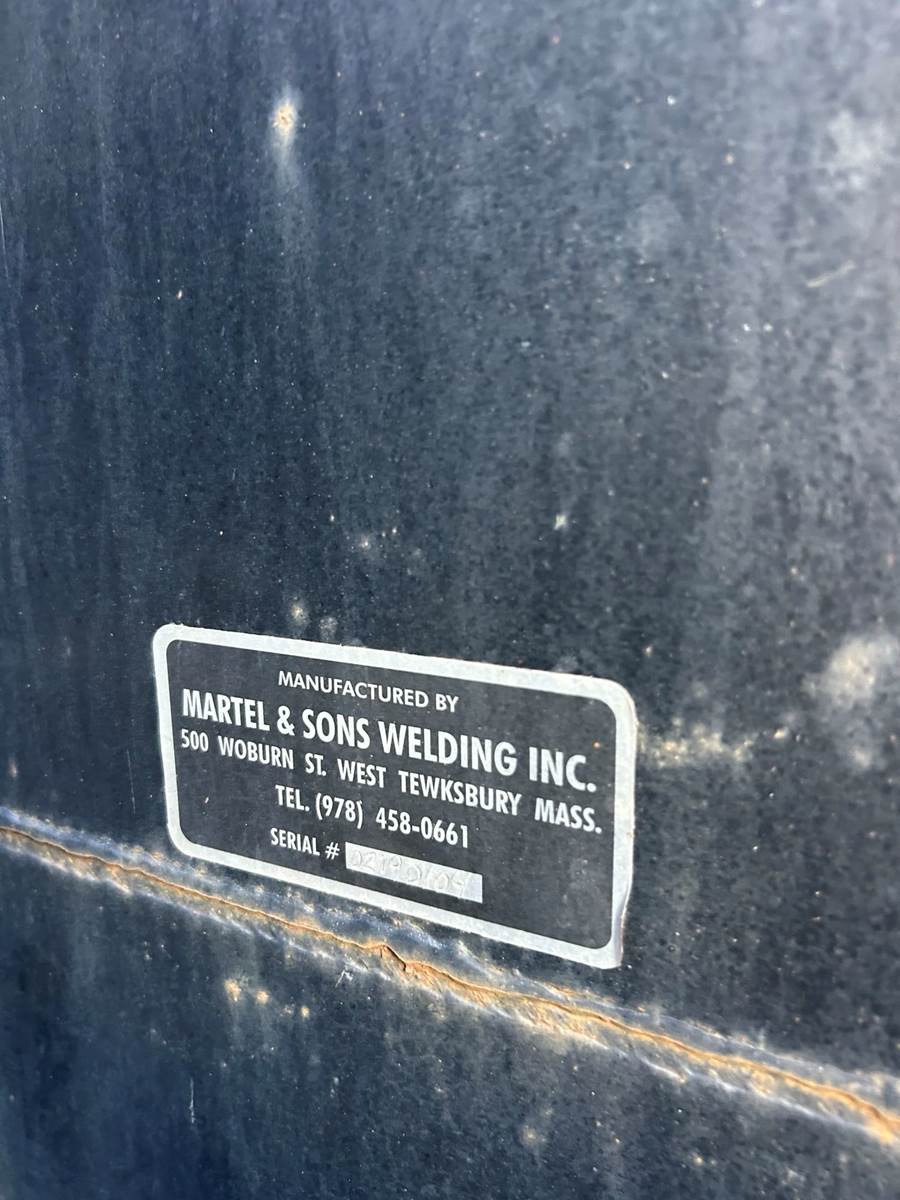 MANUFACTURED BY
MARTEL & SONS WELDING INC.
500 WOBURN ST. WEST TEWKSBURY MASS.
TEL. (978) 458-0661
SERIAL #